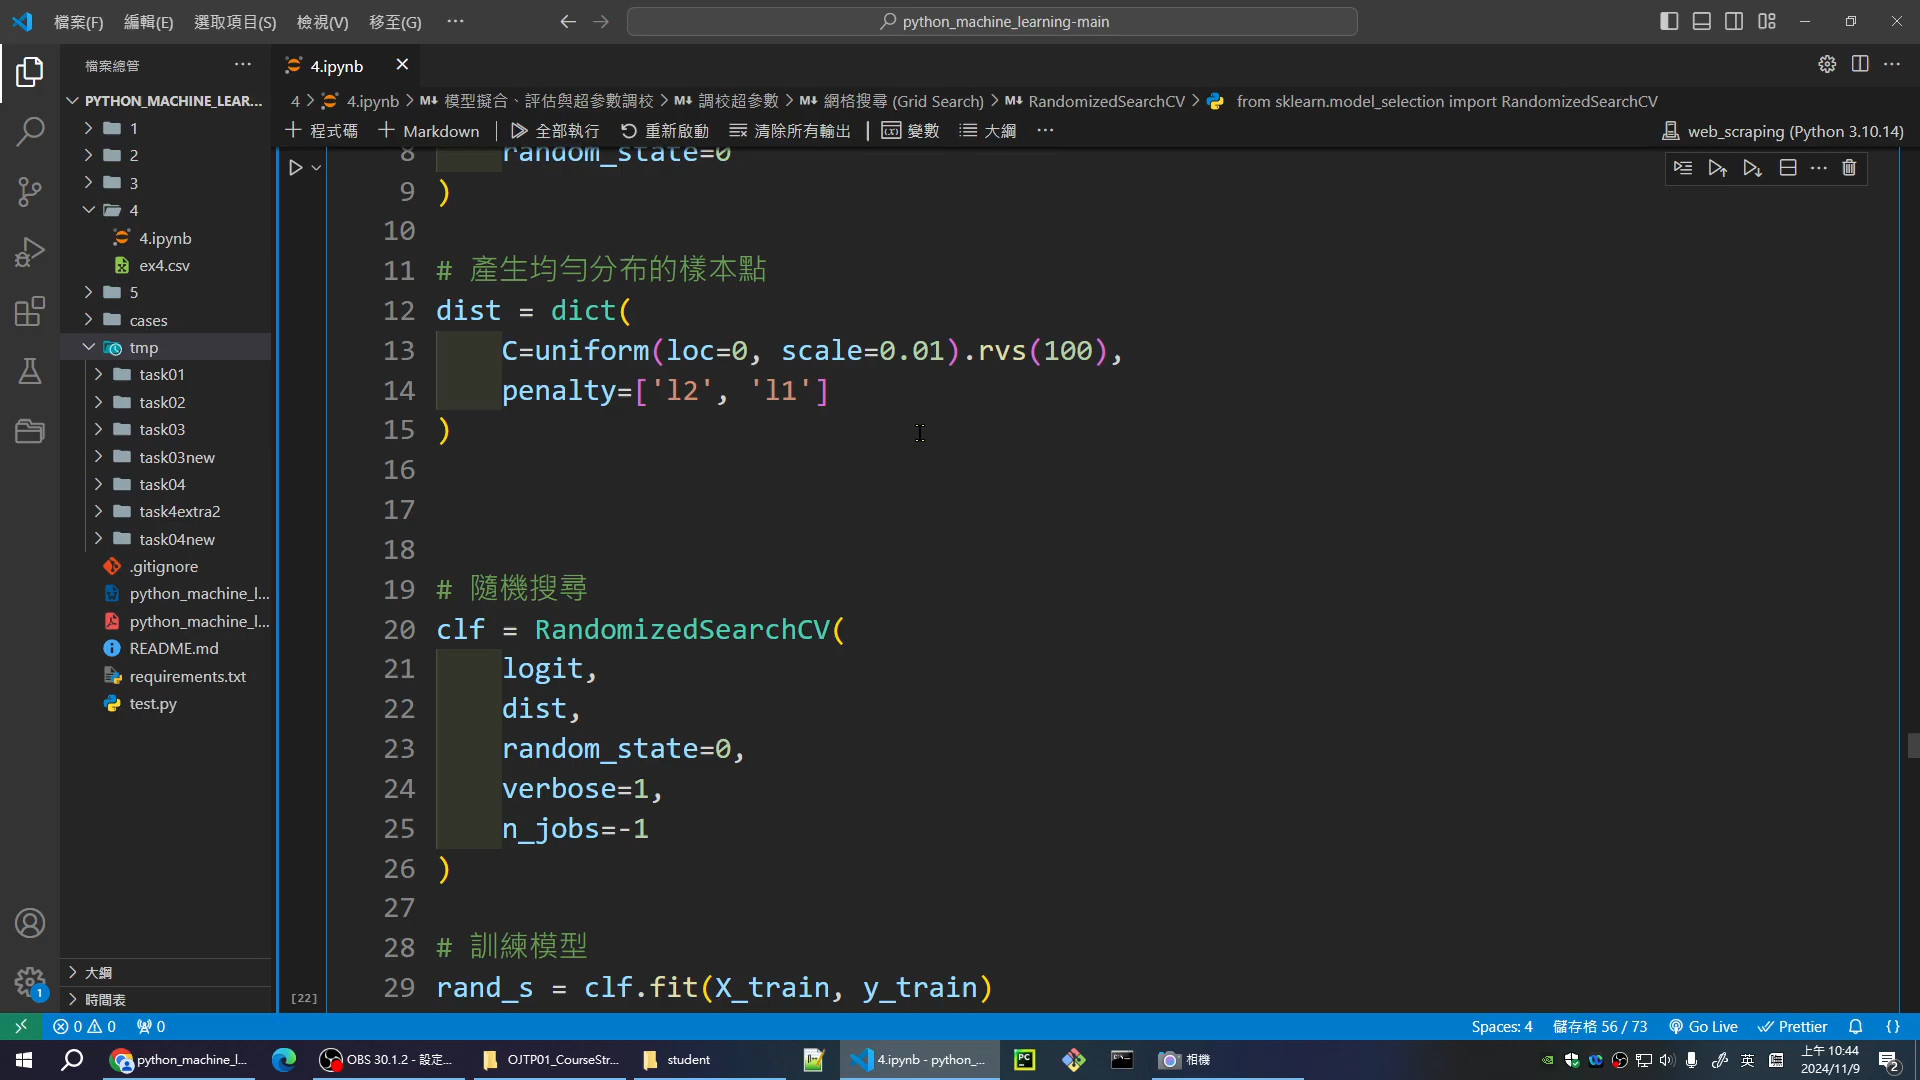 檔案(F) 編輯(E) 選取項目(S) 檢視(V) 移至(G) ··· python_machine_learning-main
檔案總管 ···
4.ipynb
PYTHON_MACHINE_LEAR...
1
2
3
4
4.ipynb
ex4.csv
5
cases
tmp
task01
task02
task03
task03new
task04
task4extra2
task04new
.gitignore
python_machine_l...
python_machine_l...
README.md
requirements.txt
test.py
大綱
時間表
4 > 4.ipynb > M↓ 模型擬合、評估與超參數調校 > M↓ 調校超參數 > M↓ 網格搜尋 (Grid Search) > M↓ RandomizedSearchCV > from sklearn.model_selection import RandomizedSearchCV
+ 程式碼 + Markdown | 全部執行 重新啟動 清除所有輸出 | 變數 大綱 ··· web_scraping (Python 3.10.14)
8 random_state=0
9 )
10
11 # 產生均勻分布的樣本點
12 dist = dict(
13 C=uniform(loc=0, scale=0.01).rvs(100),
14 penalty=['l2', 'l1']
15 )
16
17
18
19 # 隨機搜尋
20 clf = RandomizedSearchCV(
21 logit,
22 dist,
23 random_state=0,
24 verbose=1,
25 n_jobs=-1
26 )
27
28 # 訓練模型
29 rand_s = clf.fit(X_train, y_train)
[22]
1
0 0 0 Spaces: 4 儲存格 56 / 73 Go Live Prettier {}
python_machine_l... OBS 30.1.2 - 設定... OJTP01_CourseStr... student 4.ipynb - python_... PC 相機 英 上午 10:44
2024/11/9 2